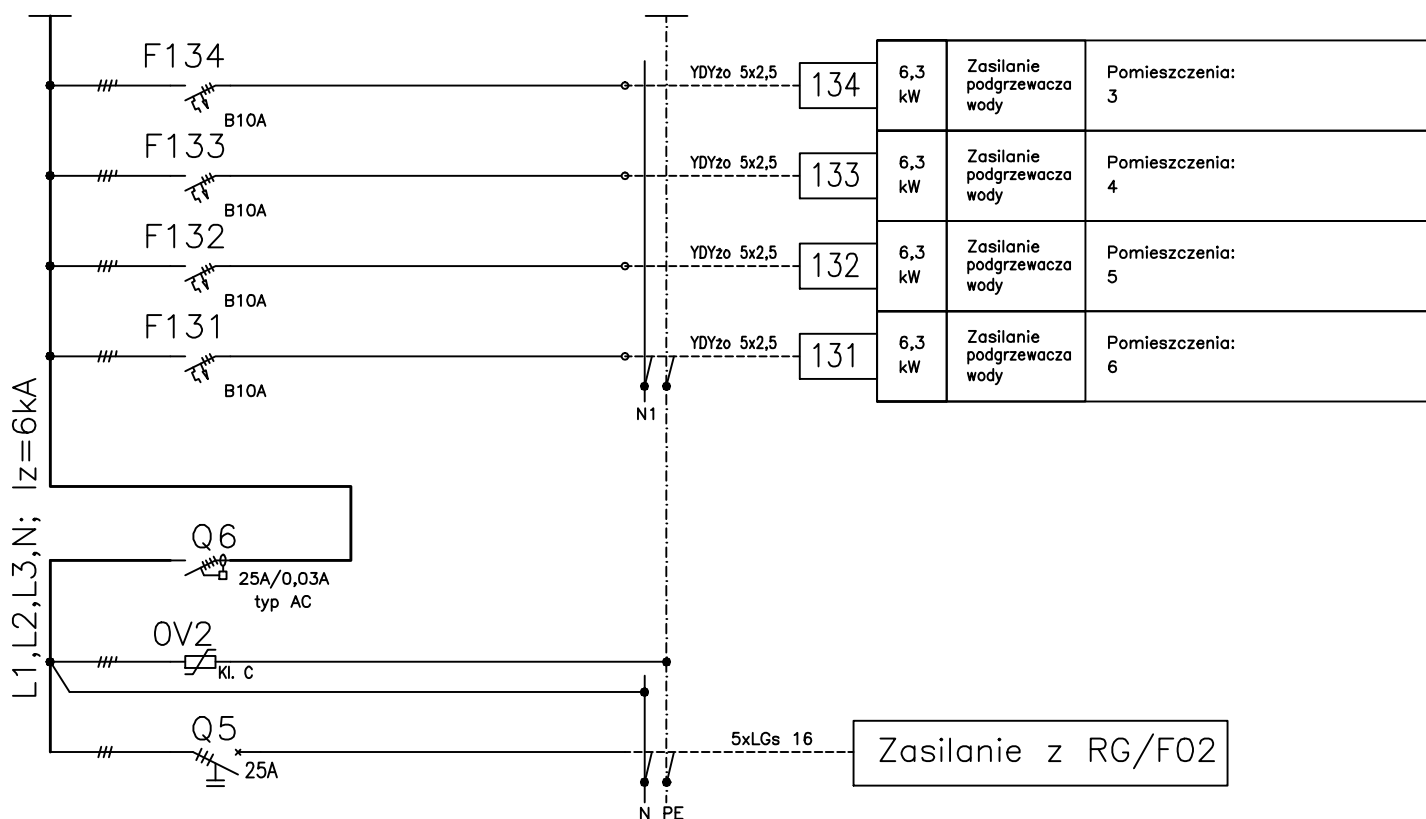 F134
B10A
YDYżo 5x2,5
134
6,3
kW
Zasilanie
podgrzewacza
wody
Pomieszczenia:
3
F133
B10A
YDYżo 5x2,5
133
6,3
kW
Zasilanie
podgrzewacza
wody
Pomieszczenia:
4
F132
B10A
YDYżo 5x2,5
132
6,3
kW
Zasilanie
podgrzewacza
wody
Pomieszczenia:
5
F131
B10A
YDYżo 5x2,5
131
6,3
kW
Zasilanie
podgrzewacza
wody
Pomieszczenia:
6
N1
L1,L2,L3,N; Iz=6kA
Q6
25A/0,03A
typ AC
OV2
Kl. C
Q5
25A
5xLGs 16
Zasilanie z RG/F02
N PE